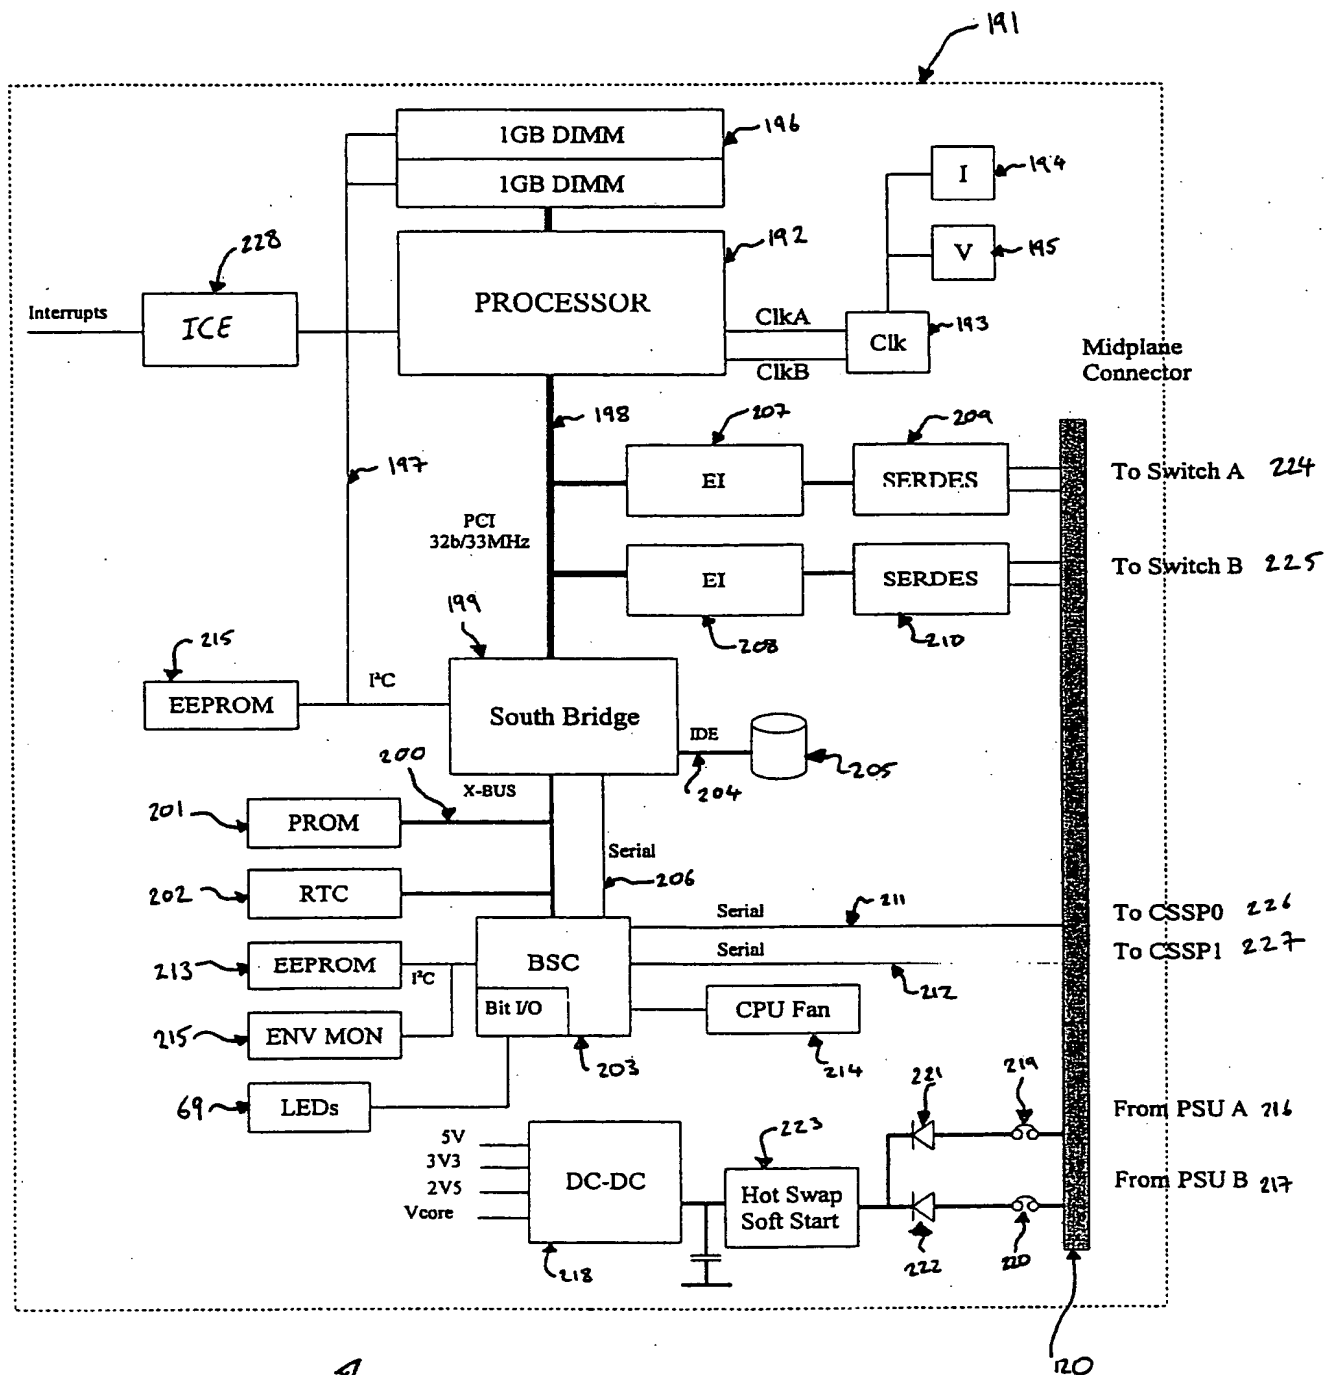 191
1GB DIMM
196
1GB DIMM
I
194
228
192
V
195
Interrupts
ICE
PROCESSOR
ClkA
Clk
193
ClkB
Midplane
Connector
198
207
209
197
EI
SERDES
To Switch A 224
PCI
32b/33MHz
EI
SERDES
To Switch B 225
199
208
210
215
EEPROM
I²C
South Bridge
IDE
200
204
205
X-BUS
201
PROM
Serial
202
RTC
206
Serial
211
To CSSP0 226
213
EEPROM
I²C
BSC
Serial
To CSSP1 227
212
Bit I/O
CPU Fan
215
ENV MON
203
214
221
219
69
LEDs
From PSU A 216
5V
223
3V3
DC-DC
2V5
Hot Swap
Soft Start
From PSU B 217
Vcore
218
222
220
120